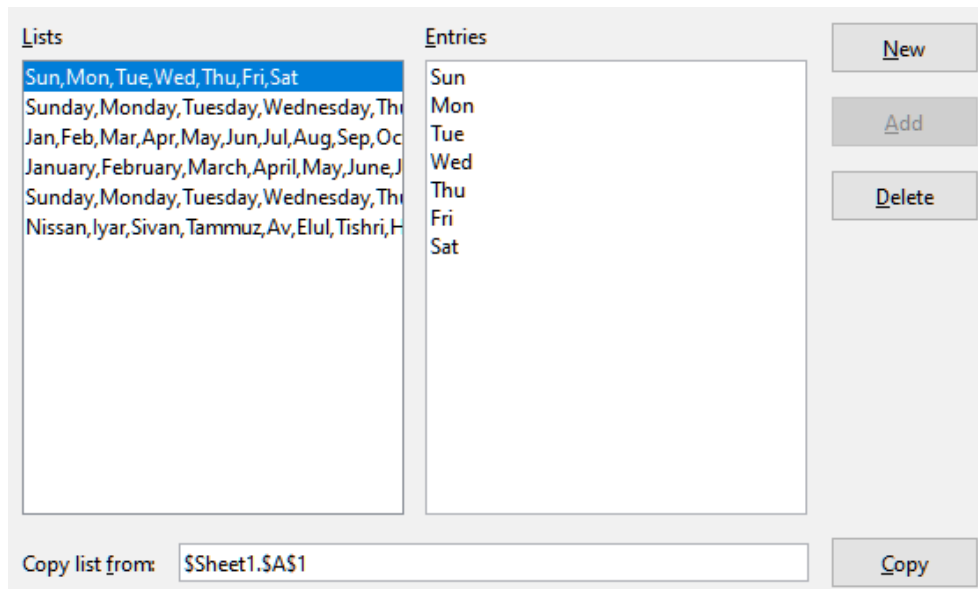 Lists
Sun,Mon,Tue,Wed,Thu,Fri,Sat
Sunday,Monday,Tuesday,Wednesday,Thu
Jan,Feb,Mar,Apr,May,Jun,Jul,Aug,Sep,Oc
January,February,March,April,May,June,J
Sunday,Monday,Tuesday,Wednesday,Thu
Nissan,Iyar,Sivan,Tammuz,Av,Elul,Tishri,H
Entries
Sun
Mon
Tue
Wed
Thu
Fri
Sat
New
Add
Delete
Copy list from: $Sheet1.$A$1
Copy